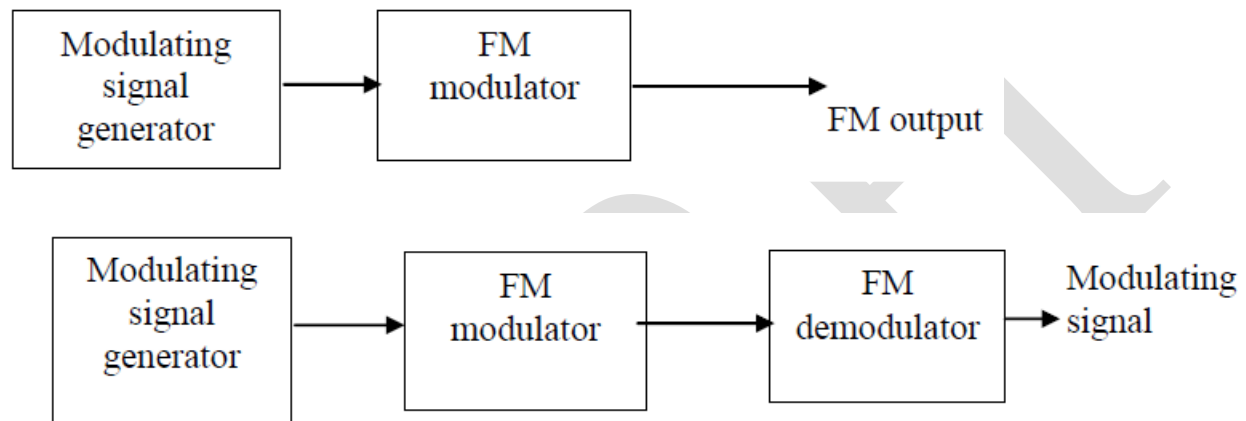 Modulating
signal
generator
FM
modulator
FM output
Modulating
signal
generator
FM
modulator
FM
demodulator
Modulating
signal